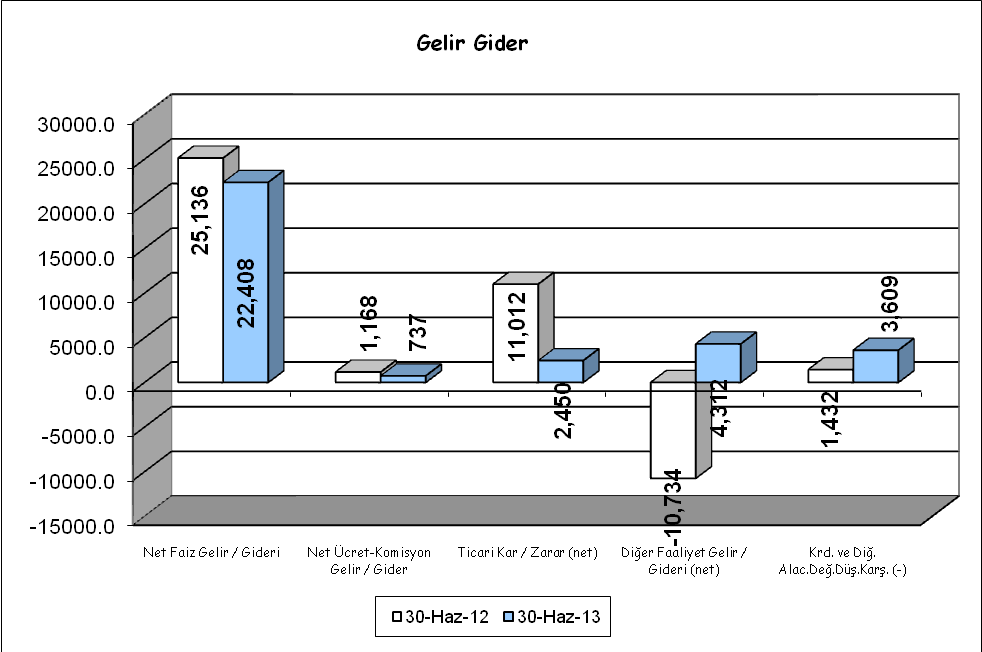 Gelir Gider
30000.0
25000.0
20000.0
15000.0
10000.0
5000.0
0.0
-5000.0
-10000.0
-15000.0
25,136
22,408
1,168
737
11,012
2,450
-10,734
4,312
1,432
3,609
Net Faiz Gelir / Gideri
Net Ücret-Komisyon
Gelir / Gider
Ticari Kar / Zarar (net)
Diğer Faaliyet Gelir /
Gideri (net)
Krd. ve Diğ.
Alac.Değ.Düş.Karş. (-)
30-Haz-12
30-Haz-13